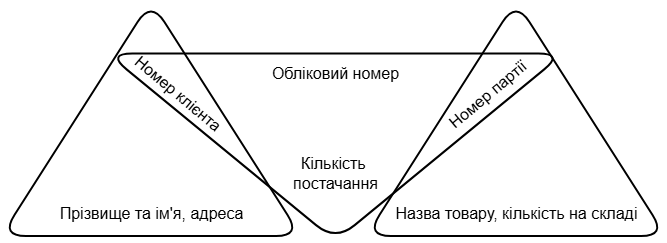 Номер клієнта
Обліковий номер
Номер партії
Кількість
постачання
Прізвище та ім'я, адреса
Назва товару, кількість на складі